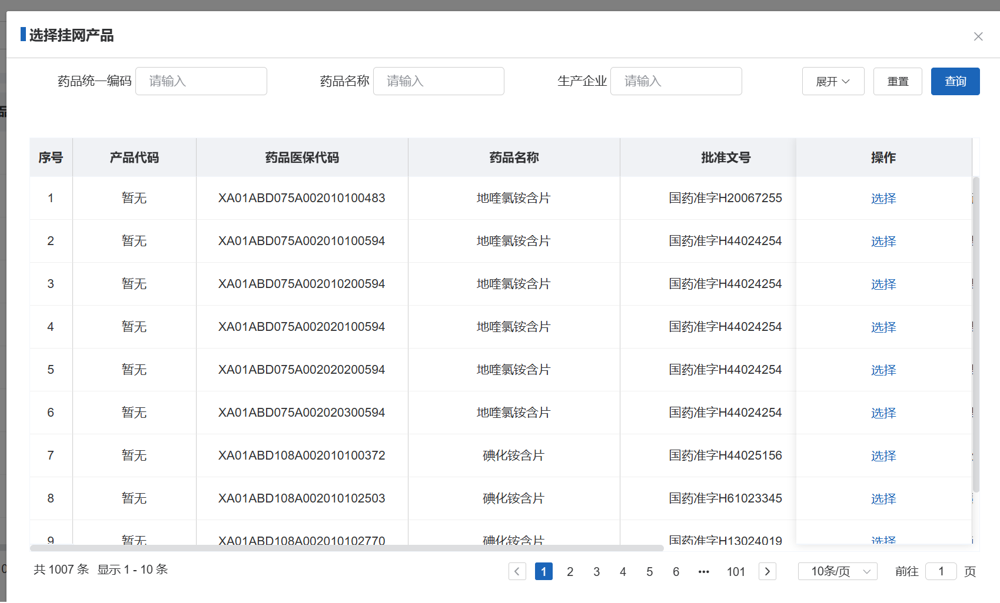 选择挂网产品
药品统一编码 请输入 药品名称 请输入 生产企业 请输入 展开 重置 查询
序号 产品代码 药品医保代码 药品名称 批准文号 操作
1 暂无 XA01ABD075A002010100483 地喹氯铵含片 国药准字H20067255 选择
2 暂无 XA01ABD075A002010100594 地喹氯铵含片 国药准字H44024254 选择
3 暂无 XA01ABD075A002010200594 地喹氯铵含片 国药准字H44024254 选择
4 暂无 XA01ABD075A002020100594 地喹氯铵含片 国药准字H44024254 选择
5 暂无 XA01ABD075A002020200594 地喹氯铵含片 国药准字H44024254 选择
6 暂无 XA01ABD075A002020300594 地喹氯铵含片 国药准字H44024254 选择
7 暂无 XA01ABD108A002010100372 碘化铵含片 国药准字H44025156 选择
8 暂无 XA01ABD108A002010102503 碘化铵含片 国药准字H61023345 选择
9 暂无 XA01ABD108A002010102770 碘化铵含片 国药准字H13024019 选择
共 1007 条 显示 1 - 10 条 1 2 3 4 5 6 ••• 101 10条/页 前往 1 页